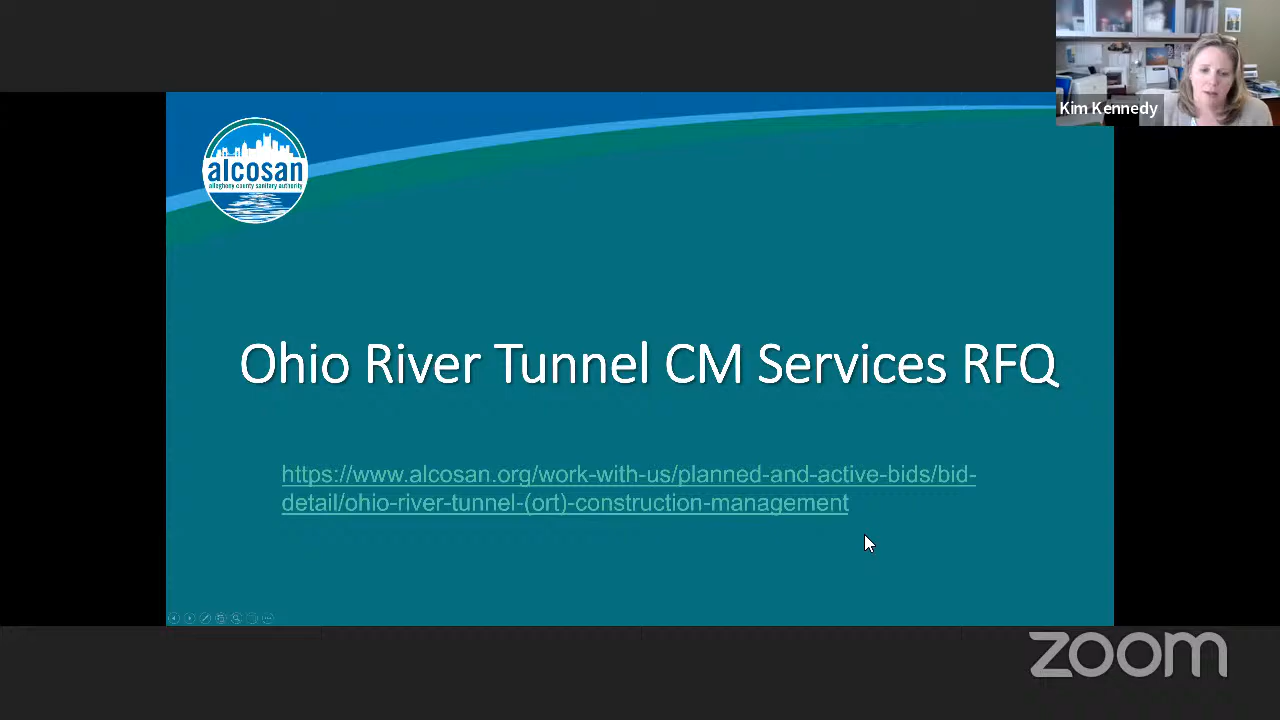 Kim Kennedy
alcosan
allegheny county sanitary authority
Ohio River Tunnel CM Services RFQ
https://www.alcosan.org/work-with-us/planned-and-active-bids/bid-
detail/ohio-river-tunnel-(ort)-construction-management
zoom